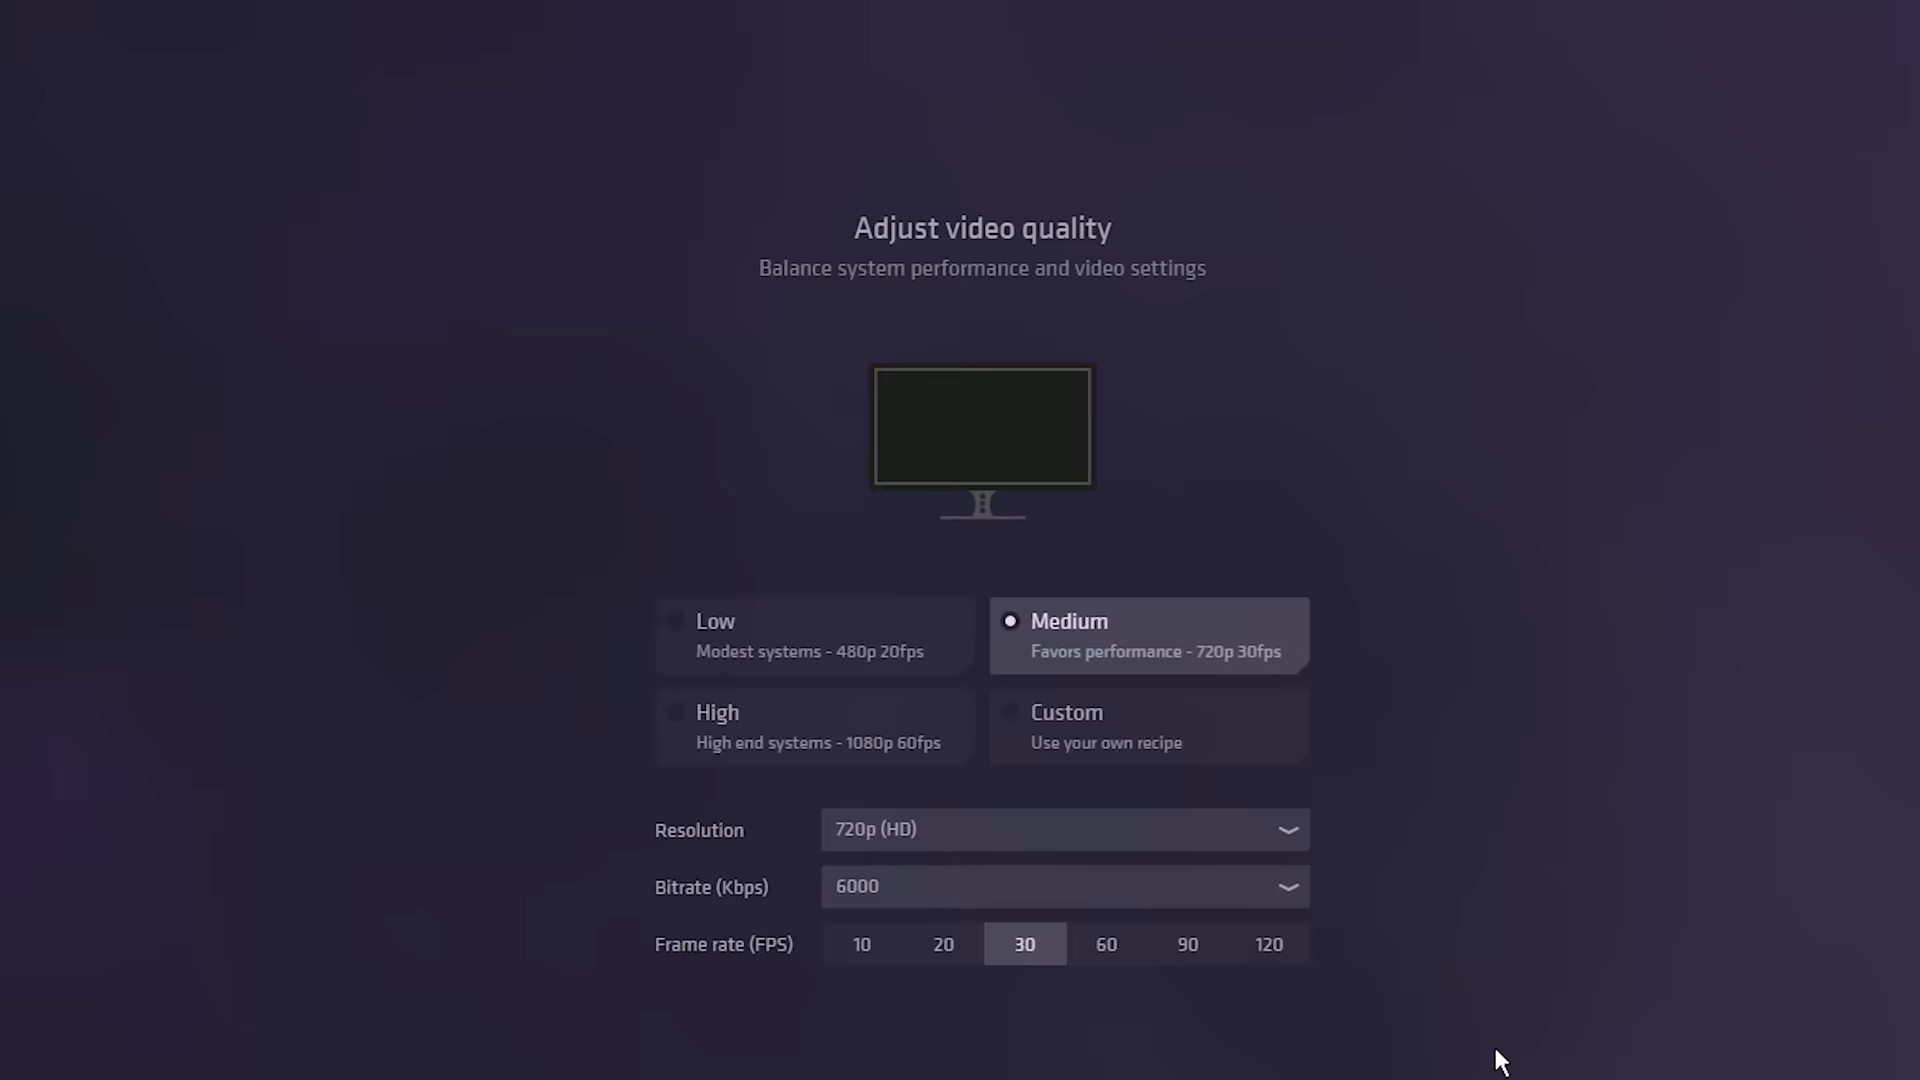 Adjust video quality
Balance system performance and video settings
Low
Modest systems - 480p 20fps
Medium
Favors performance - 720p 30fps
High
High end systems - 1080p 60fps
Custom
Use your own recipe
Resolution 720p (HD)
Bitrate (Kbps) 6000
Frame rate (FPS) 10 20 30 60 90 120